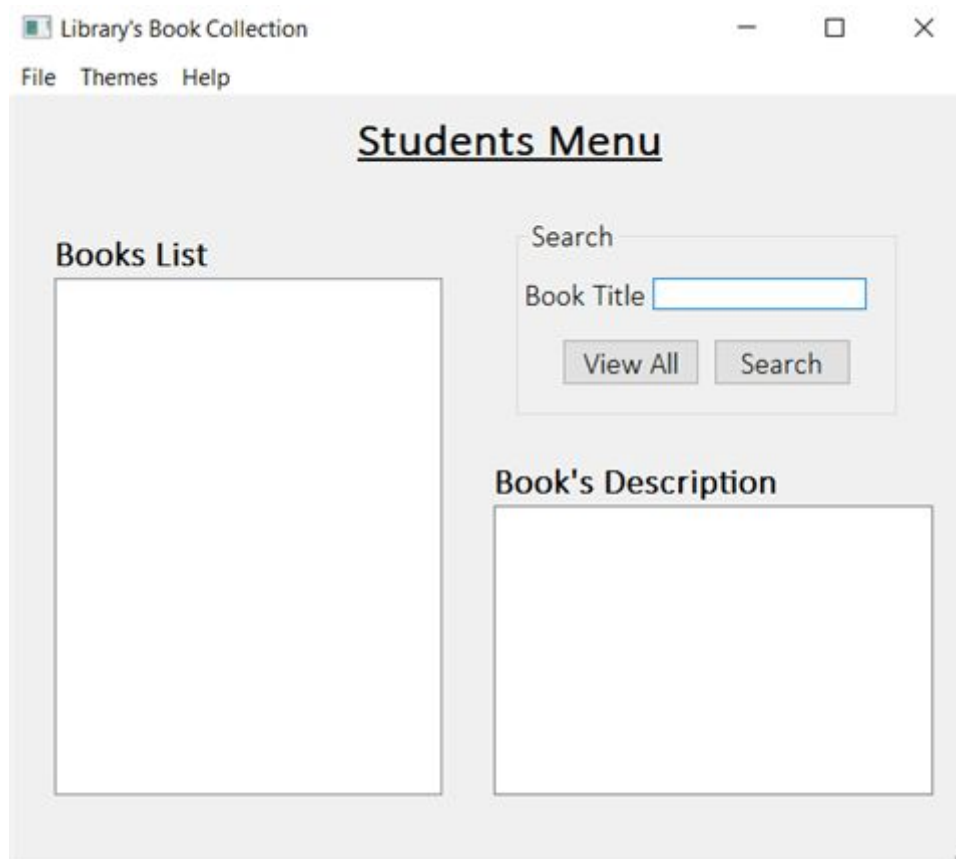 Library's Book Collection
File Themes Help
Students Menu
Books List
Search
Book Title
View All Search
Book's Description